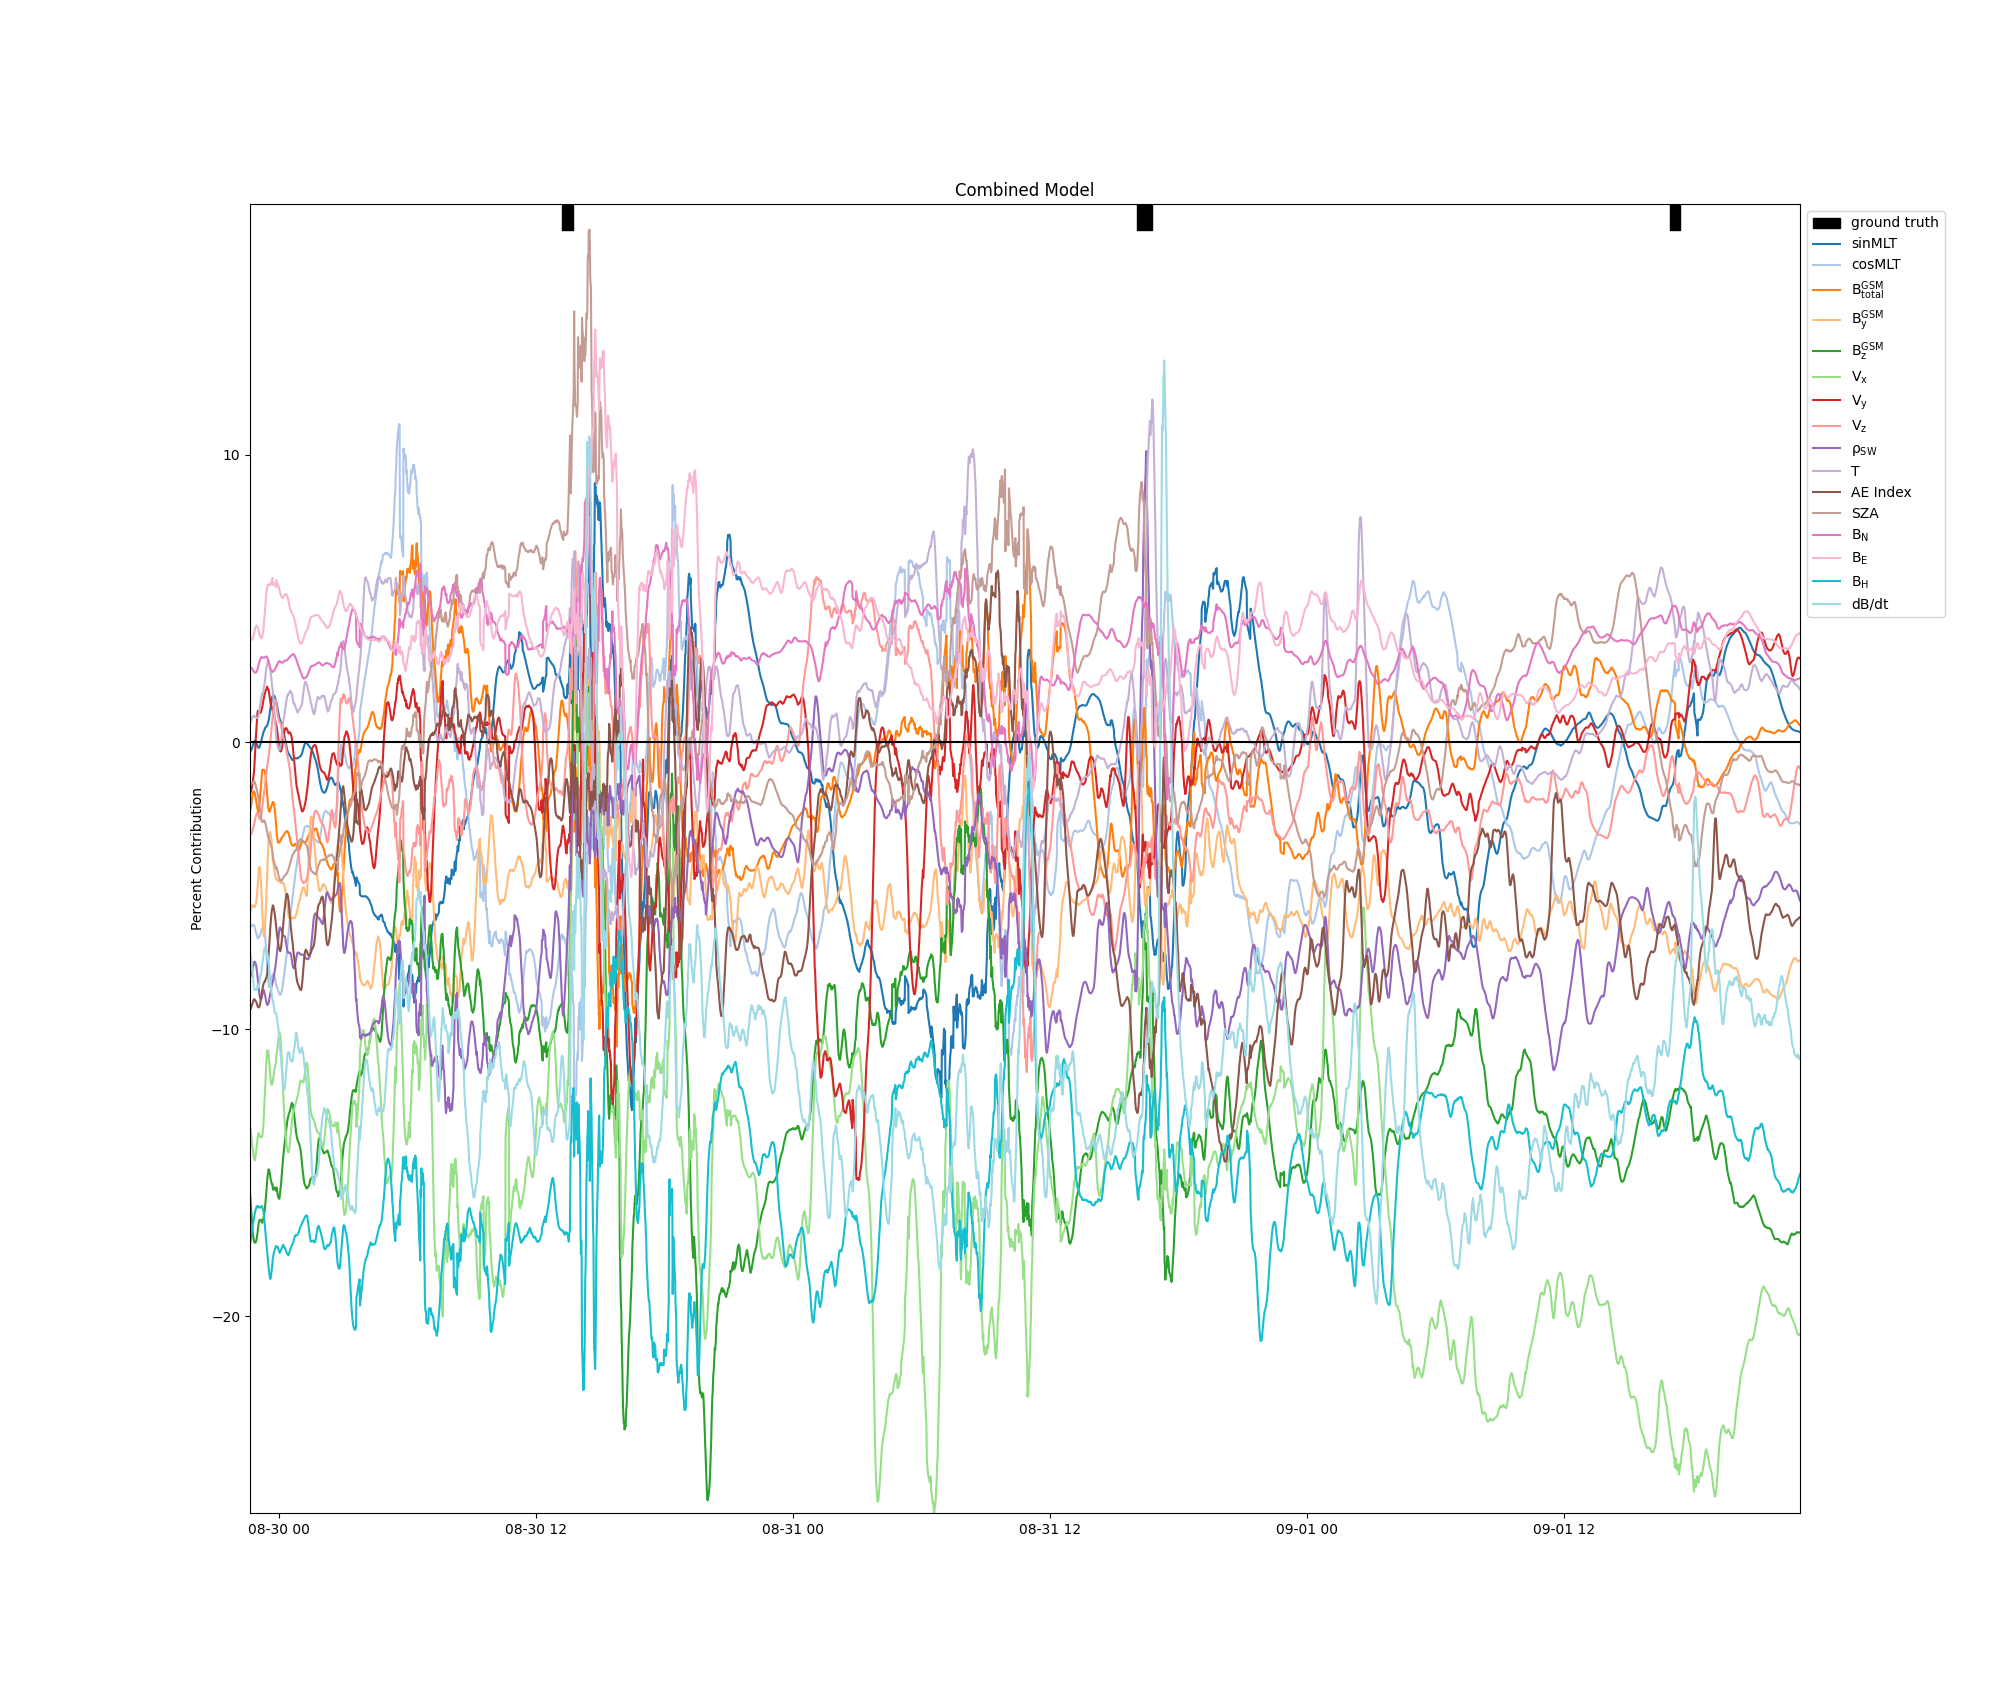 Combined Model
Percent Contribution
10
0
−10
−20
08-30 00
08-30 12
08-31 00
08-31 12
09-01 00
09-01 12
ground truth
sinMLT
cosMLT
B_total^GSM
B_y^GSM
B_z^GSM
V_x
V_y
V_z
ρ_SW
T
AE Index
SZA
B_N
B_E
B_H
dB/dt